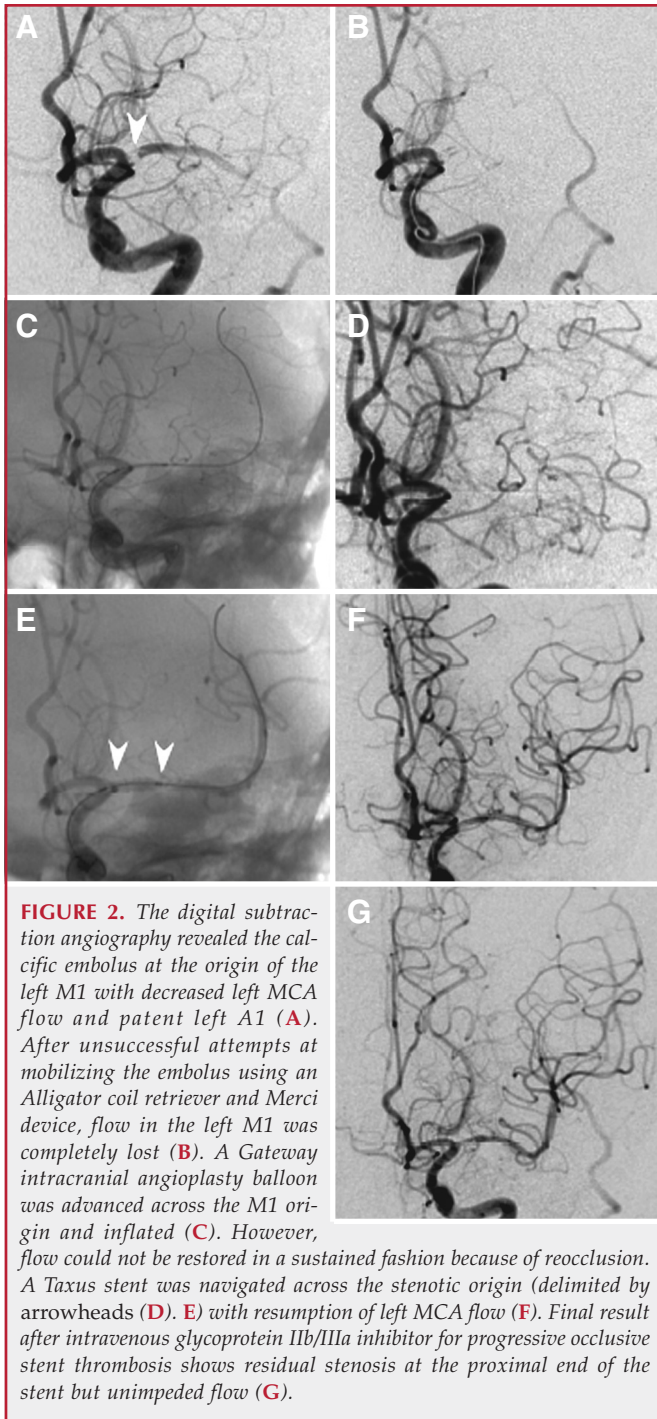 A
B
C
D
E
F
G
FIGURE 2. The digital subtrac-
tion angiography revealed the cal-
cific embolus at the origin of the
left M1 with decreased left MCA
flow and patent left A1 (A).
After unsuccessful attempts at
mobilizing the embolus using an
Alligator coil retriever and Merci
device, flow in the left M1 was
completely lost (B). A Gateway
intracranial angioplasty balloon
was advanced across the M1 ori-
gin and inflated (C). However,
flow could not be restored in a sustained fashion because of reocclusion.
A Taxus stent was navigated across the stenotic origin (delimited by
arrowheads (D). E) with resumption of left MCA flow (F). Final result
after intravenous glycoprotein IIb/IIIa inhibitor for progressive occlusive
stent thrombosis shows residual stenosis at the proximal end of the
stent but unimpeded flow (G).